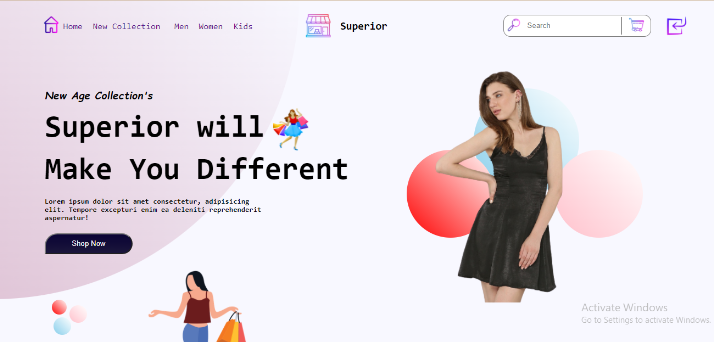 Home New Collection Men Women Kids
Superior
Search
New Age Collection's
Superior will
Make You Different
Lorem ipsum dolor sit amet consectetur, adipisicing
elit. Tempore excepturi enim ea deleniti reprehenderit
aspernatur!
Shop Now
Activate Windows
Go to Settings to activate Windows.